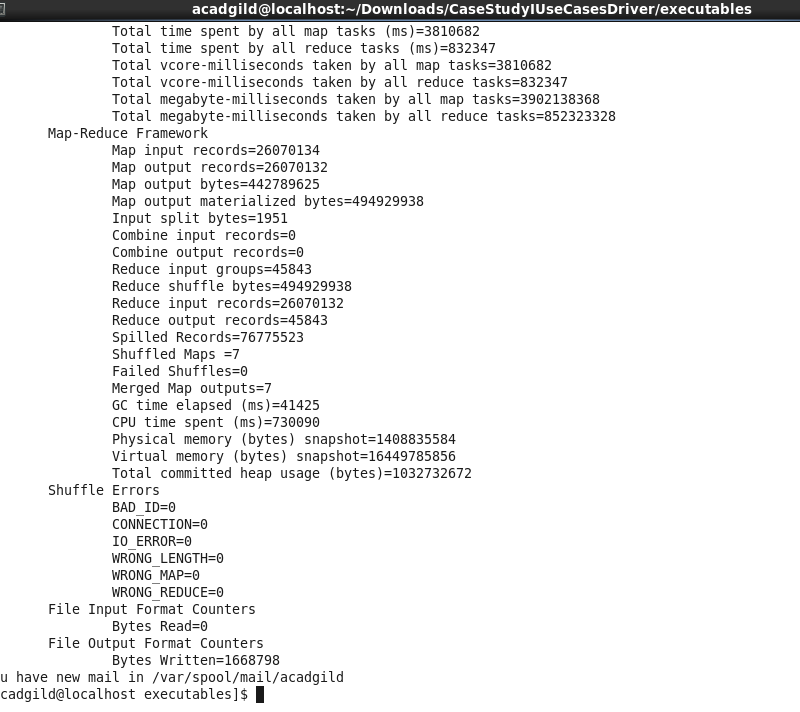 acadgild@localhost:~/Downloads/CaseStudyIUseCasesDriver/executables
Total time spent by all map tasks (ms)=3810682
Total time spent by all reduce tasks (ms)=832347
Total vcore-milliseconds taken by all map tasks=3810682
Total vcore-milliseconds taken by all reduce tasks=832347
Total megabyte-milliseconds taken by all map tasks=3902138368
Total megabyte-milliseconds taken by all reduce tasks=852323328
Map-Reduce Framework
Map input records=26070134
Map output records=26070132
Map output bytes=442789625
Map output materialized bytes=494929938
Input split bytes=1951
Combine input records=0
Combine output records=0
Reduce input groups=45843
Reduce shuffle bytes=494929938
Reduce input records=26070132
Reduce output records=45843
Spilled Records=76775523
Shuffled Maps =7
Failed Shuffles=0
Merged Map outputs=7
GC time elapsed (ms)=41425
CPU time spent (ms)=730090
Physical memory (bytes) snapshot=1408835584
Virtual memory (bytes) snapshot=16449785856
Total committed heap usage (bytes)=1032732672
Shuffle Errors
BAD_ID=0
CONNECTION=0
IO_ERROR=0
WRONG_LENGTH=0
WRONG_MAP=0
WRONG_REDUCE=0
File Input Format Counters
Bytes Read=0
File Output Format Counters
Bytes Written=1668798
u have new mail in /var/spool/mail/acadgild
cadgild@localhost executables]$